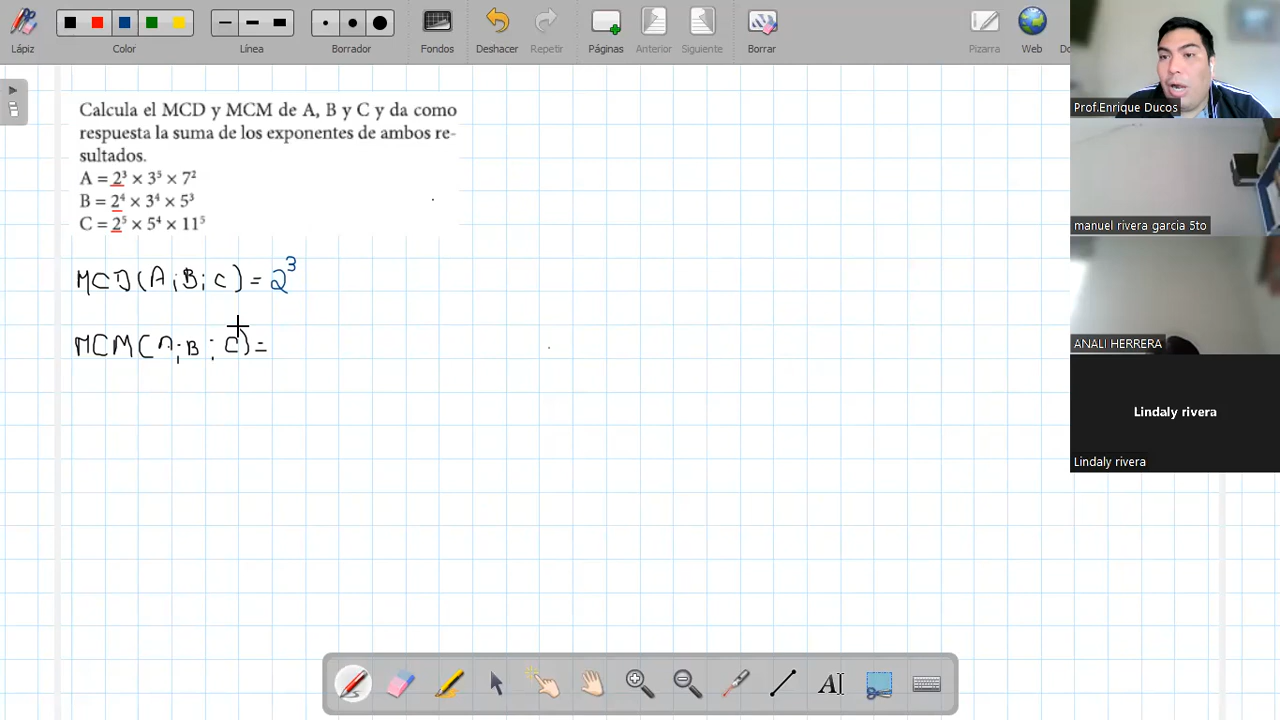 Lápiz
Color
Línea
Borrador
Fondos
Deshacer
Repetir
Páginas
Anterior
Siguiente
Borrar
Pizarra
Web
Do
Calcula el MCD y MCM de A, B y C y da como
respuesta la suma de los exponentes de ambos re-
sultados.
A = 2³ × 3⁵ × 7²
B = 2⁴ × 3⁴ × 5³
C = 2⁵ × 5⁴ × 11⁵
MCD(A;B;C) = 2³
MCM(A;B;C) =
Prof.Enrique Ducos
manuel rivera garcia 5to
ANALI HERRERA
Lindaly rivera
Lindaly rivera
A